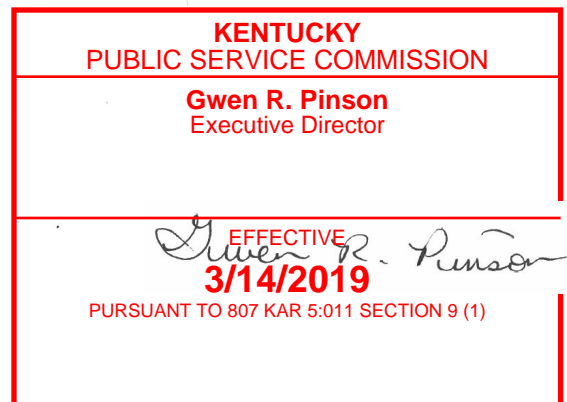 KENTUCKY
PUBLIC SERVICE COMMISSION
Gwen R. Pinson
Executive Director
Gwen R. Pinson
EFFECTIVE
3/14/2019
PURSUANT TO 807 KAR 5:011 SECTION 9 (1)